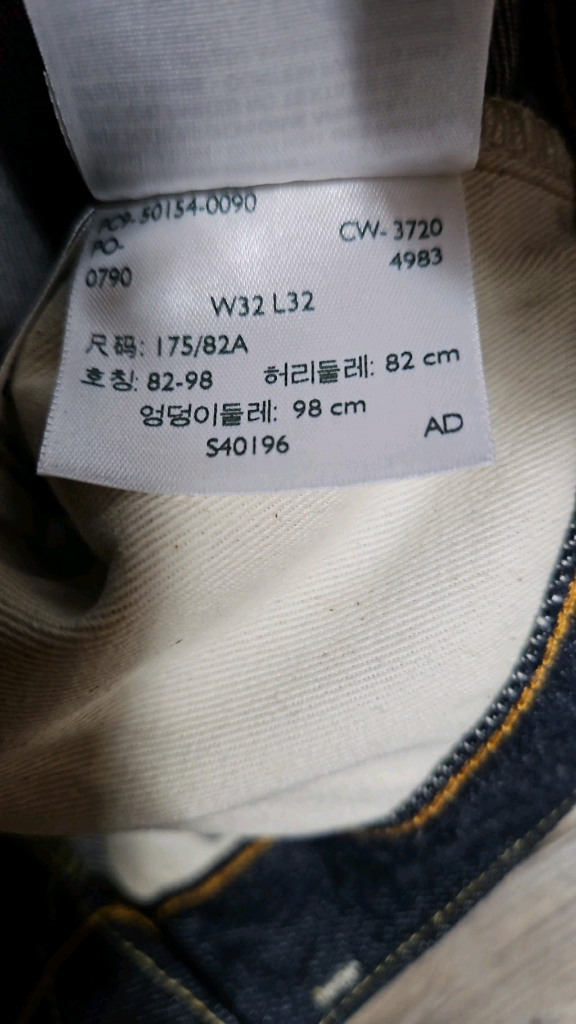 PC9-50154-0090
PO-
0790
CW- 3720
4983
W32 L32
尺码: 175/82A
호칭: 82-98 허리둘레: 82 cm
엉덩이둘레: 98 cm
S40196
AD